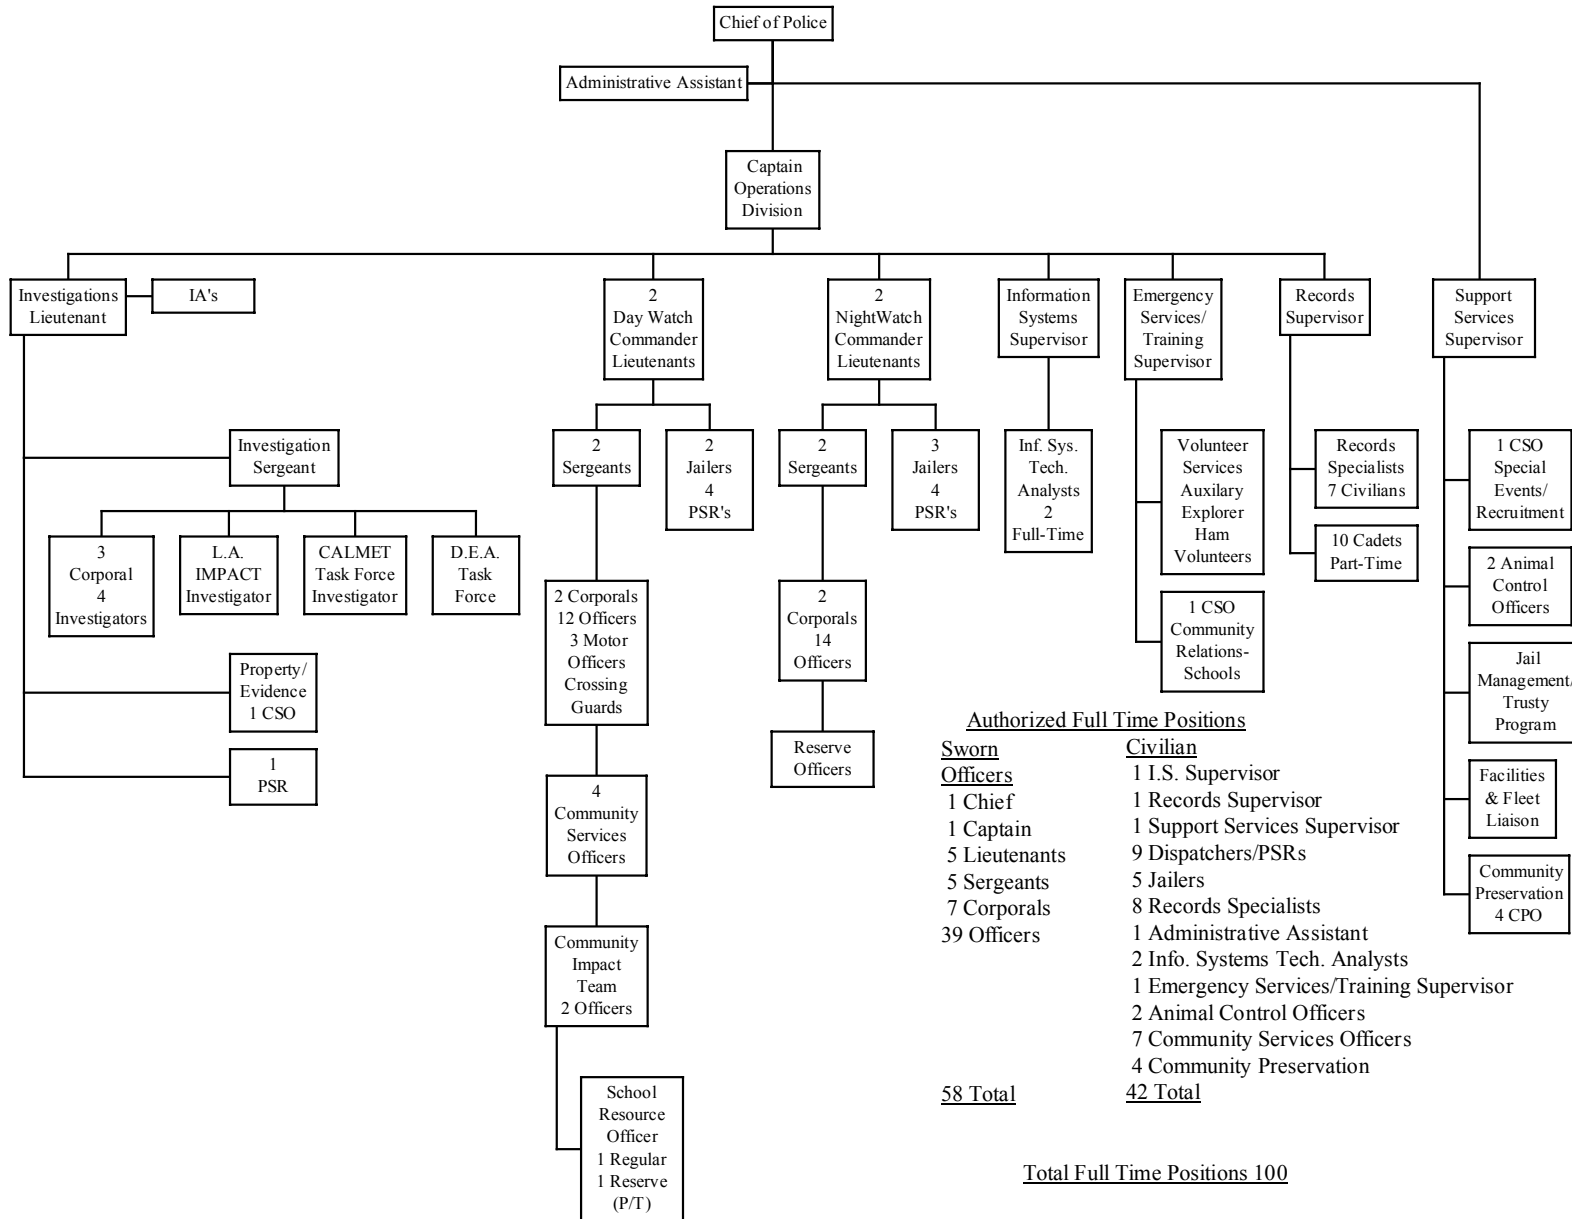 Chief of Police
Administrative Assistant
Captain
Operations
Division
Investigations
Lieutenant
IA's
2
Day Watch
Commander
Lieutenants
2
NightWatch
Commander
Lieutenants
Information
Systems
Supervisor
Emergency
Services/
Training
Supervisor
Records
Supervisor
Support
Services
Supervisor
Investigation
Sergeant
2
Sergeants
2
Jailers
4
PSR's
2
Sergeants
3
Jailers
4
PSR's
Inf. Sys.
Tech.
Analysts
2
Full-Time
Volunteer
Services
Auxilary
Explorer
Ham
Volunteers
Records
Specialists
7 Civilians
1 CSO
Special
Events/
Recruitment
3
Corporal
4
Investigators
L.A.
IMPACT
Investigator
CALMET
Task Force
Investigator
D.E.A.
Task
Force
10 Cadets
Part-Time
2 Animal
Control
Officers
2 Corporals
12 Officers
3 Motor
Officers
Crossing
Guards
2
Corporals
14
Officers
1 CSO
Community
Relations-
Schools
Property/
Evidence
1 CSO
Jail
Management/
Trusty
Program
1
PSR
Reserve
Officers
Facilities
& Fleet
Liaison
4
Community
Services
Officers
Community
Preservation
4 CPO
Community
Impact
Team
2 Officers
School
Resource
Officer
1 Regular
1 Reserve
(P/T)
Authorized Full Time Positions
Sworn
Officers
1 Chief
1 Captain
5 Lieutenants
5 Sergeants
7 Corporals
39 Officers
58 Total
Civilian
1 I.S. Supervisor
1 Records Supervisor
1 Support Services Supervisor
9 Dispatchers/PSRs
5 Jailers
8 Records Specialists
1 Administrative Assistant
2 Info. Systems Tech. Analysts
1 Emergency Services/Training Supervisor
2 Animal Control Officers
7 Community Services Officers
4 Community Preservation
42 Total
Total Full Time Positions 100